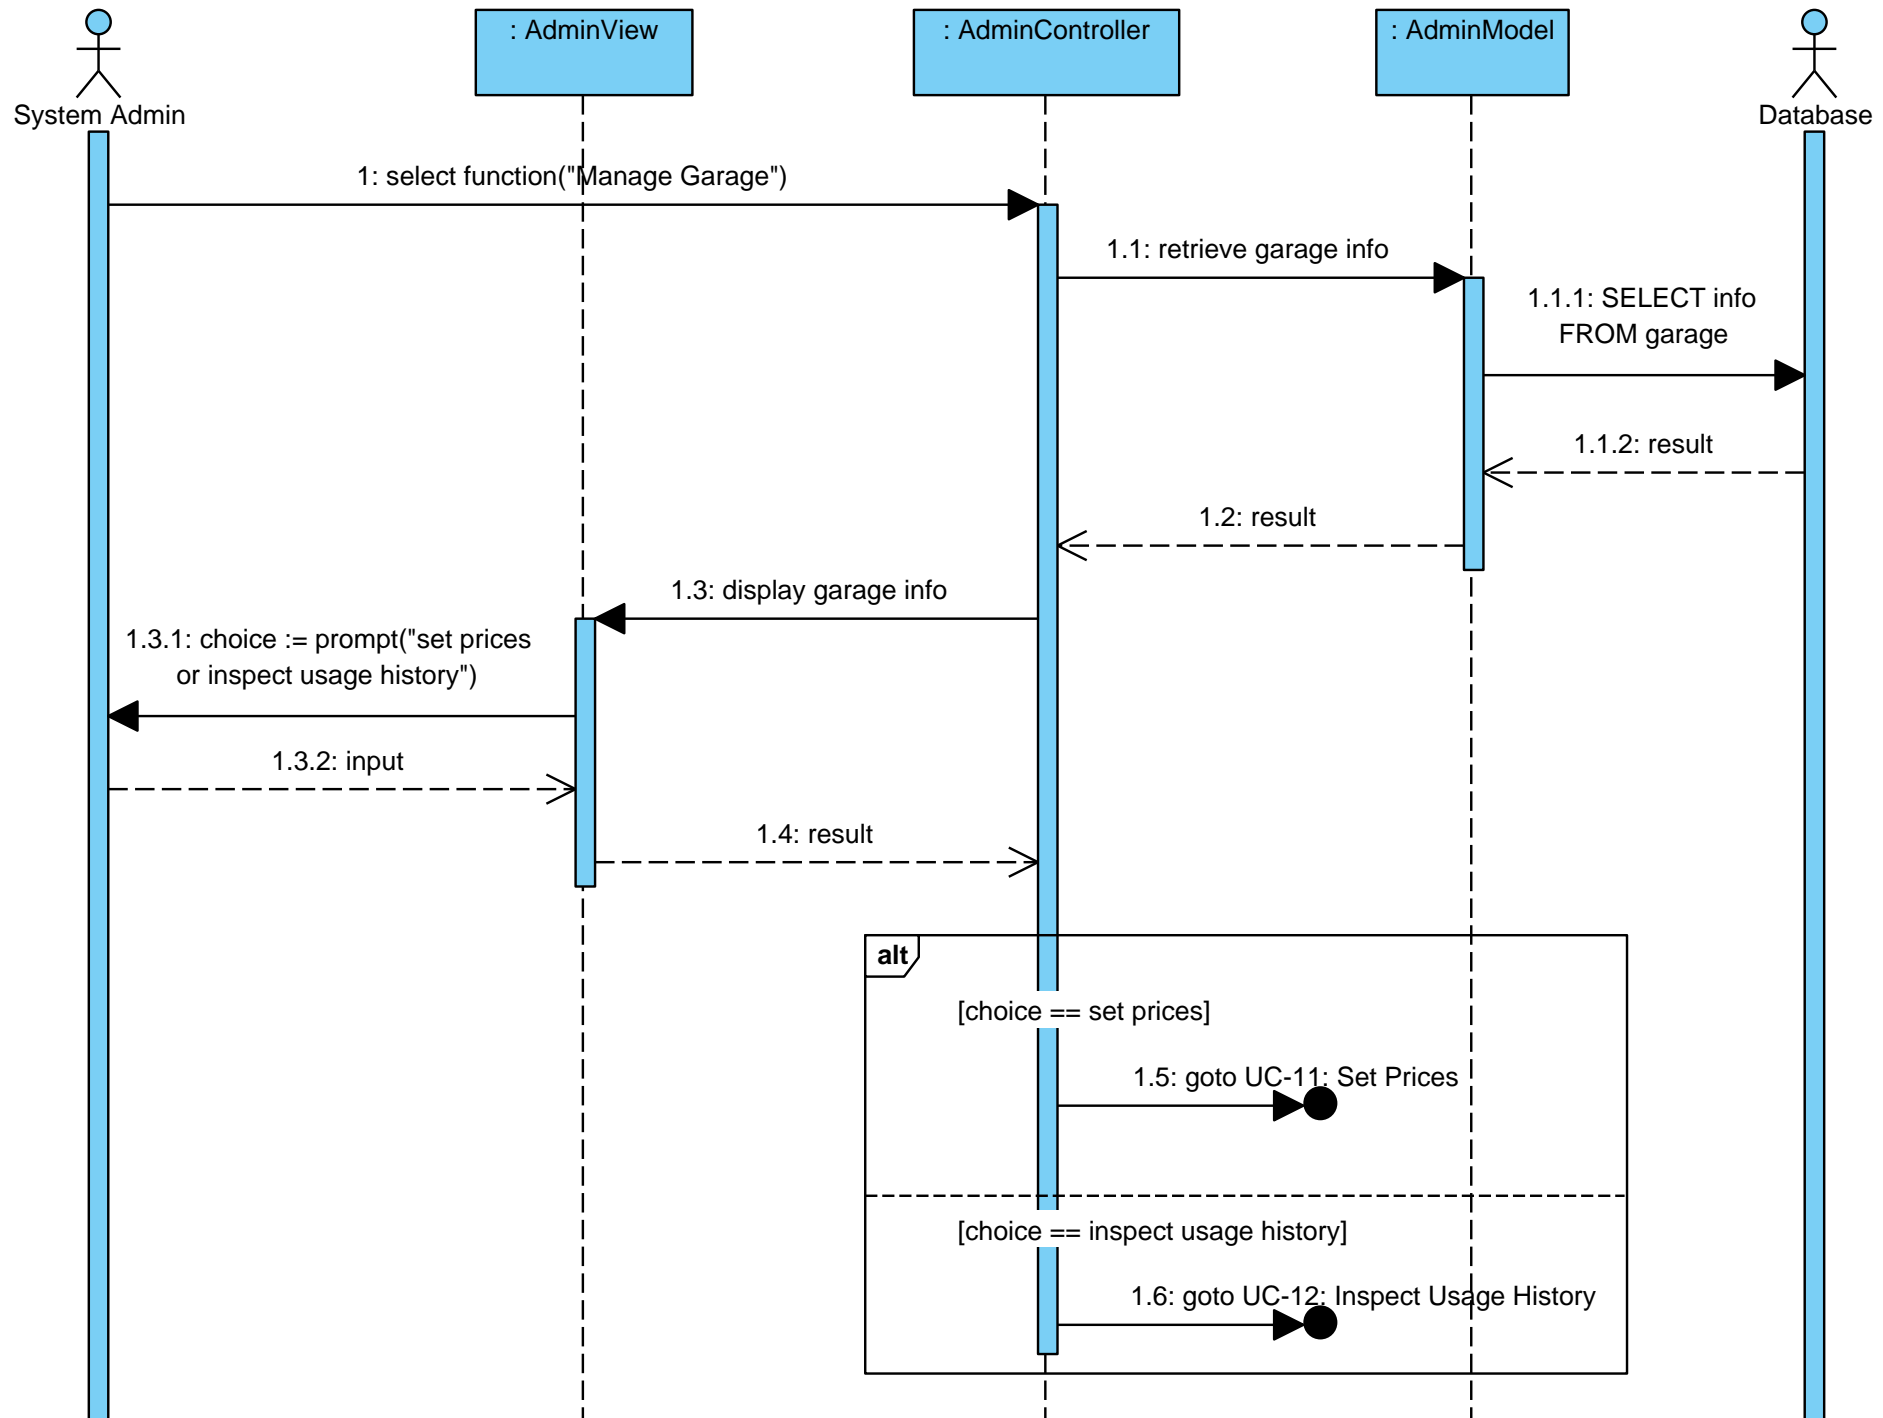 : AdminView
: AdminController
: AdminModel
System Admin
Database
1: select function("Manage Garage")
1.1: retrieve garage info
1.1.1: SELECT info
FROM garage
1.1.2: result
1.2: result
1.3: display garage info
1.3.1: choice := prompt("set prices
or inspect usage history")
1.3.2: input
1.4: result
alt
[choice == set prices]
1.5: goto UC-11: Set Prices
[choice == inspect usage history]
1.6: goto UC-12: Inspect Usage History